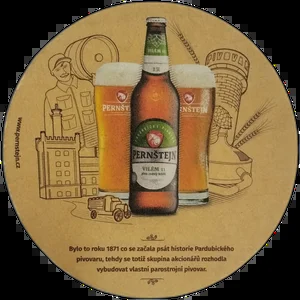 www.pernstejn.cz
PERNŠTEJN
PERNŠTEJN
PERNŠTEJN
VILÉM 11
Bylo to roku 1871 co se začala psát historie Pardubického
pivovaru, tehdy se totiž skupina akcionářů rozhodla
vybudovat vlastní parostrojní pivovar.